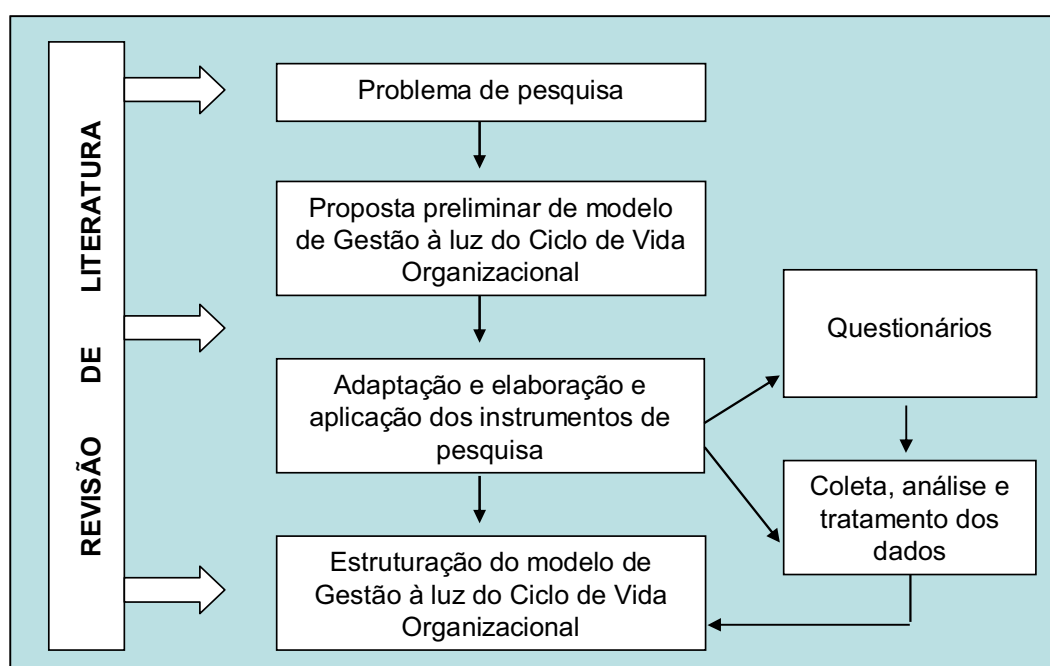 REVISÃO DE LITERATURA
Problema de pesquisa
Proposta preliminar de modelo
de Gestão à luz do Ciclo de Vida
Organizacional
Questionários
Adaptação e elaboração e
aplicação dos instrumentos de
pesquisa
Coleta, análise e
tratamento dos
dados
Estruturação do modelo de
Gestão à luz do Ciclo de Vida
Organizacional